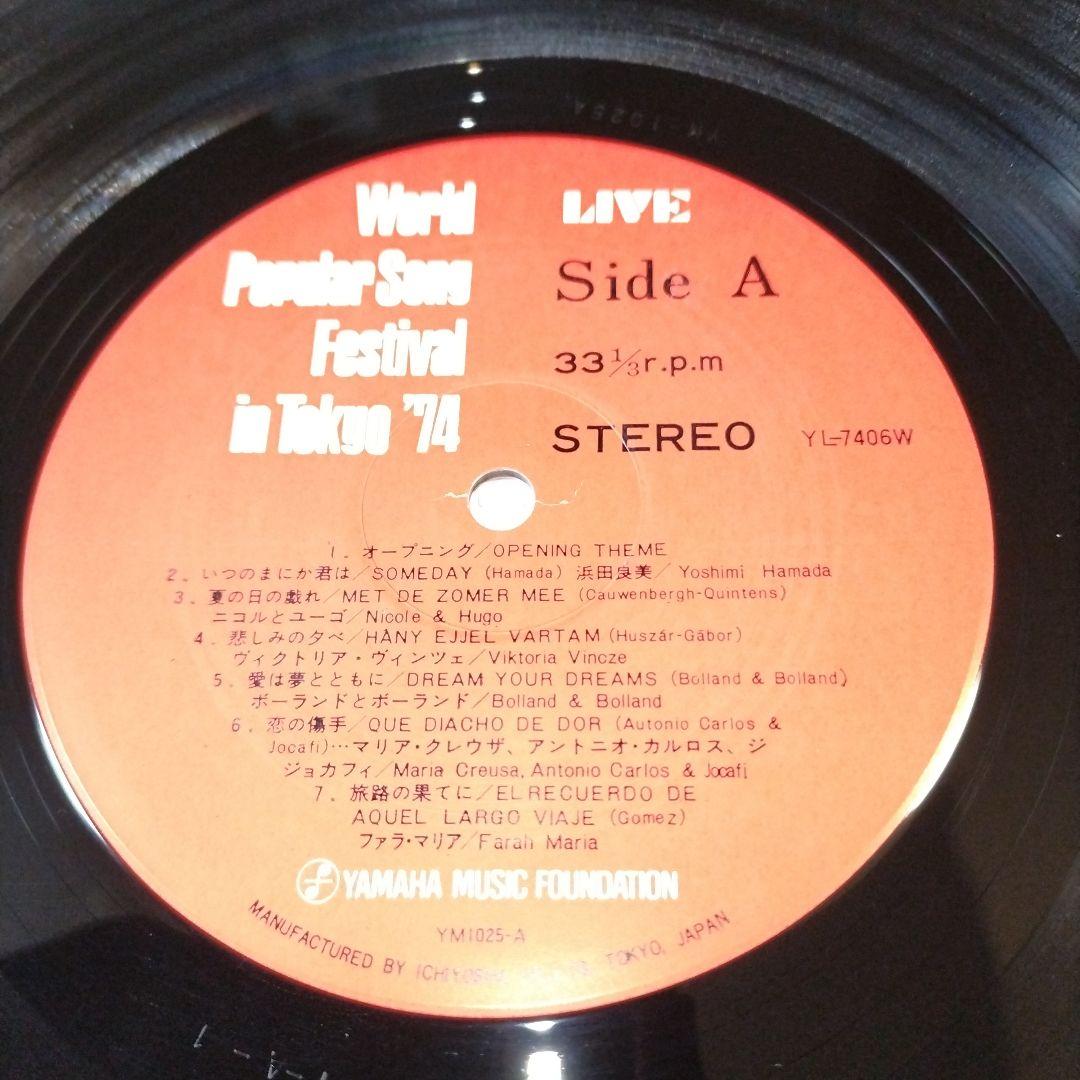 World
Popular Song
Festival
in Tokyo '74
LIVE
Side A
33 1/3 r.p.m
STEREO YL-7406W
1. オープニング/OPENING THEME
2. いつのまにか君は/SOMEDAY (Hamada) 浜田良美/Yoshimi Hamada
3. 夏の日の戯れ/MET DE ZOMER MEE (Cauwenbergh-Quintens)
ニコルとユーゴ/Nicole & Hugo
4. 悲しみの夕べ/HÁNY EJJEL VARTAM (Huszár-Gábor)
ヴィクトリア・ヴィンツェ/Viktoria Vincze
5. 愛は夢とともに/DREAM YOUR DREAMS (Bolland & Bolland)
ボーランドとボーランド/Bolland & Bolland
6. 恋の傷手/QUE DIACHO DE DOR (Autonio Carlos &
Jocafi)…マリア・クレウザ、アントニオ・カルロス、ジ
ジョカフィ/Maria Creusa, Antonio Carlos & Jocafi
7. 旅路の果てに/EL RECUERDO DE
AQUEL LARGO VIAJE (Gomez)
ファラ・マリア/Farah Maria
YAMAHA MUSIC FOUNDATION
YM1025-A
MANUFACTURED BY ICHIYOSHA TOKYO, JAPAN
YM 1025A